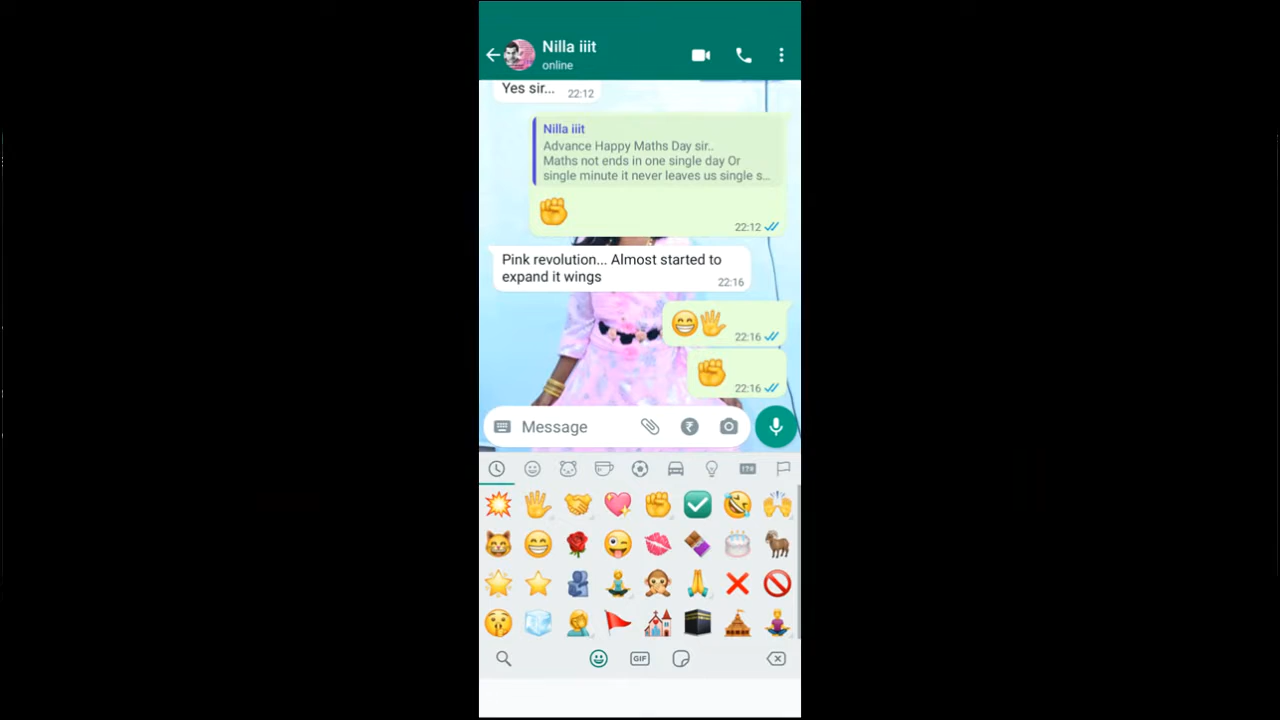 Nilla iiit
online
Yes sir...
22:12
Nilla iiit
Advance Happy Maths Day sir..
Maths not ends in one single day Or
single minute it never leaves us single s...
22:12
Pink revolution... Almost started to
expand it wings
22:16
22:16
22:16
Message
GIF